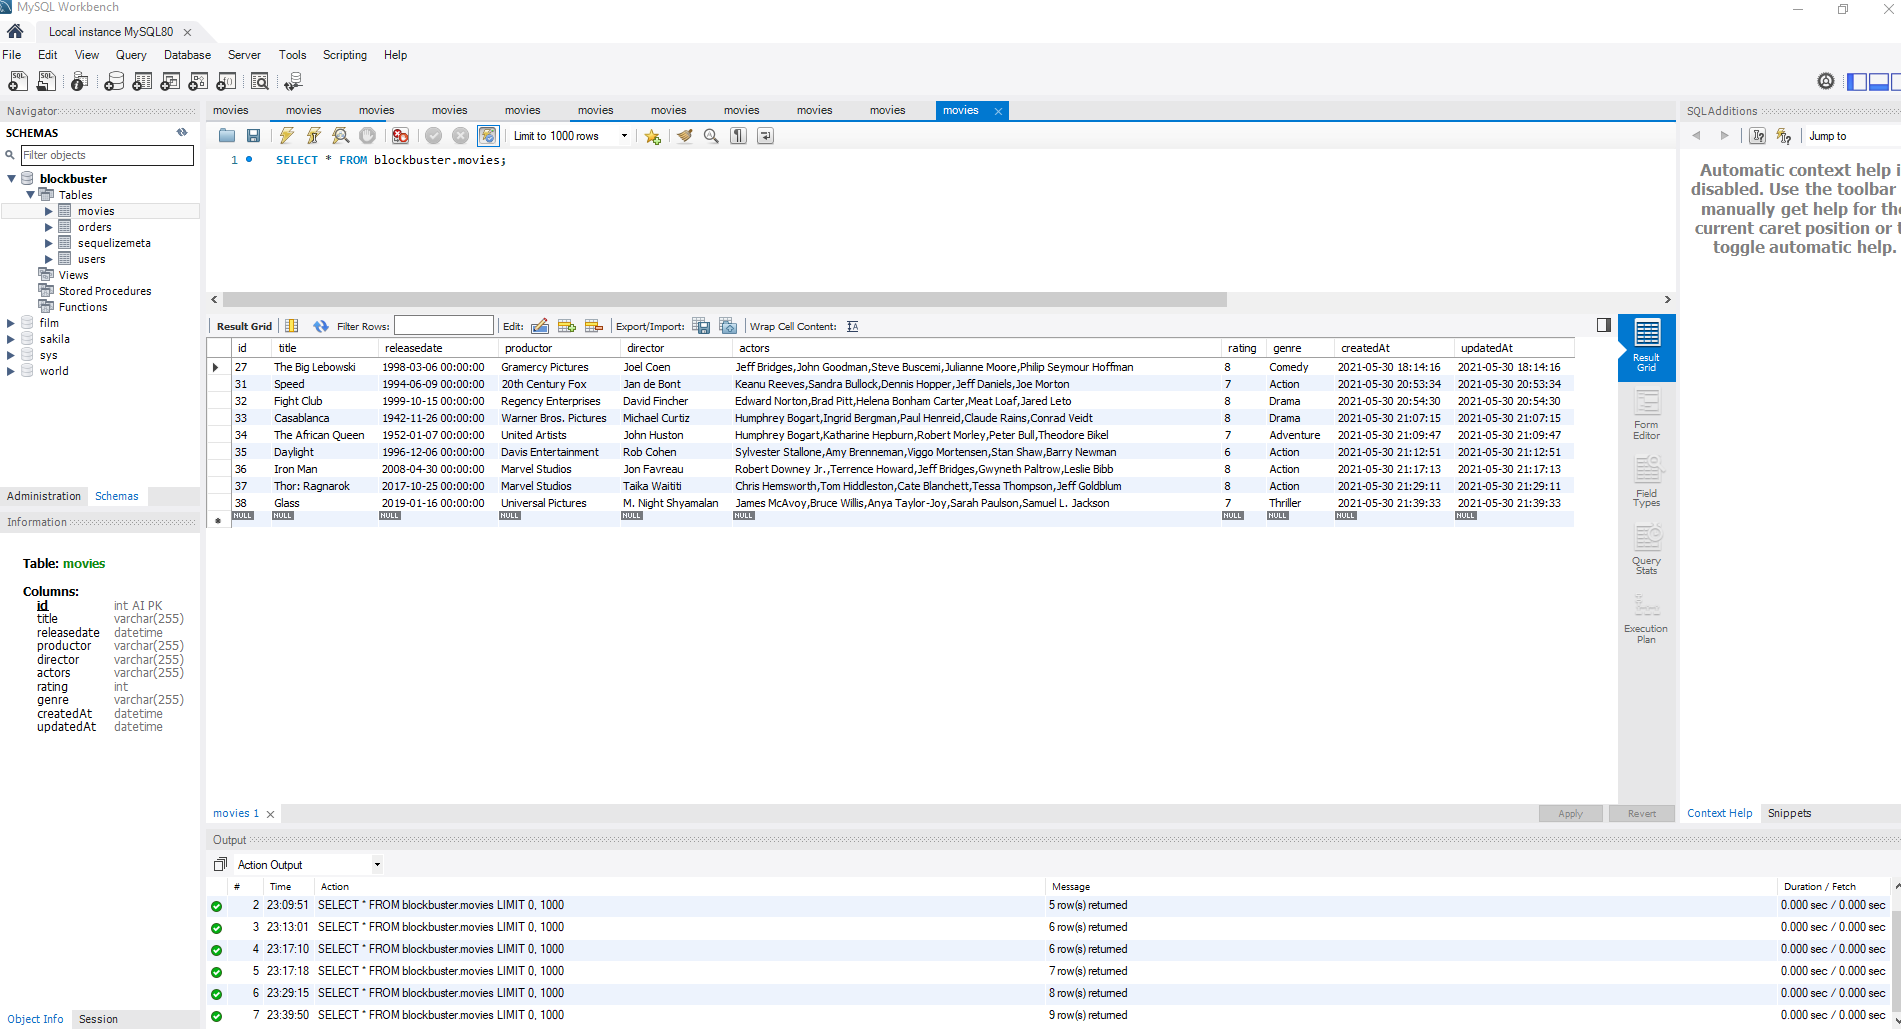 MySQL Workbench
Local instance MySQL80
File Edit View Query Database Server Tools Scripting Help
Navigator
SCHEMAS
Filter objects
blockbuster
Tables
movies
orders
sequelizemeta
users
Views
Stored Procedures
Functions
film
sakila
sys
world
Administration Schemas
Information
Table: movies
Columns:
id int AI PK
title varchar(255)
releasedate datetime
productor varchar(255)
director varchar(255)
actors varchar(255)
rating int
genre varchar(255)
createdAt datetime
updatedAt datetime
Object Info Session
movies movies movies movies movies movies movies movies movies movies movies
Limit to 1000 rows
1 SELECT * FROM blockbuster.movies;
Result Grid Filter Rows: Edit: Export/Import: Wrap Cell Content:
id title releasedate productor director actors rating genre createdAt updatedAt
27 The Big Lebowski 1998-03-06 00:00:00 Gramercy Pictures Joel Coen Jeff Bridges,John Goodman,Steve Buscemi,Julianne Moore,Philip Seymour Hoffman 8 Comedy 2021-05-30 18:14:16 2021-05-30 18:14:16
31 Speed 1994-06-09 00:00:00 20th Century Fox Jan de Bont Keanu Reeves,Sandra Bullock,Dennis Hopper,Jeff Daniels,Joe Morton 7 Action 2021-05-30 20:53:34 2021-05-30 20:53:34
32 Fight Club 1999-10-15 00:00:00 Regency Enterprises David Fincher Edward Norton,Brad Pitt,Helena Bonham Carter,Meat Loaf,Jared Leto 8 Drama 2021-05-30 20:54:30 2021-05-30 20:54:30
33 Casablanca 1942-11-26 00:00:00 Warner Bros. Pictures Michael Curtiz Humphrey Bogart,Ingrid Bergman,Paul Henreid,Claude Rains,Conrad Veidt 8 Drama 2021-05-30 21:07:15 2021-05-30 21:07:15
34 The African Queen 1952-01-07 00:00:00 United Artists John Huston Humphrey Bogart,Katharine Hepburn,Robert Morley,Peter Bull,Theodore Bikel 7 Adventure 2021-05-30 21:09:47 2021-05-30 21:09:47
35 Daylight 1996-12-06 00:00:00 Davis Entertainment Rob Cohen Sylvester Stallone,Amy Brenneman,Viggo Mortensen,Stan Shaw,Barry Newman 6 Action 2021-05-30 21:12:51 2021-05-30 21:12:51
36 Iron Man 2008-04-30 00:00:00 Marvel Studios Jon Favreau Robert Downey Jr.,Terrence Howard,Jeff Bridges,Gwyneth Paltrow,Leslie Bibb 8 Action 2021-05-30 21:17:13 2021-05-30 21:17:13
37 Thor: Ragnarok 2017-10-25 00:00:00 Marvel Studios Taika Waititi Chris Hemsworth,Tom Hiddleston,Cate Blanchett,Tessa Thompson,Jeff Goldblum 8 Action 2021-05-30 21:29:11 2021-05-30 21:29:11
38 Glass 2019-01-16 00:00:00 Universal Pictures M. Night Shyamalan James McAvoy,Bruce Willis,Anya Taylor-Joy,Sarah Paulson,Samuel L. Jackson 7 Thriller 2021-05-30 21:39:33 2021-05-30 21:39:33
NULL NULL NULL NULL NULL NULL NULL NULL NULL NULL
Result Grid
Form Editor
Field Types
Query Stats
Execution Plan
movies 1
Apply Revert
Output
Action Output
# Time Action Message Duration / Fetch
2 23:09:51 SELECT * FROM blockbuster.movies LIMIT 0, 1000 5 row(s) returned 0.000 sec / 0.000 sec
3 23:13:01 SELECT * FROM blockbuster.movies LIMIT 0, 1000 6 row(s) returned 0.000 sec / 0.000 sec
4 23:17:10 SELECT * FROM blockbuster.movies LIMIT 0, 1000 6 row(s) returned 0.000 sec / 0.000 sec
5 23:17:18 SELECT * FROM blockbuster.movies LIMIT 0, 1000 7 row(s) returned 0.000 sec / 0.000 sec
6 23:29:15 SELECT * FROM blockbuster.movies LIMIT 0, 1000 8 row(s) returned 0.000 sec / 0.000 sec
7 23:39:50 SELECT * FROM blockbuster.movies LIMIT 0, 1000 9 row(s) returned 0.000 sec / 0.000 sec
SQLAdditions
Jump to
Automatic context help i
disabled. Use the toolbar
manually get help for the
current caret position or t
toggle automatic help.
Context Help Snippets